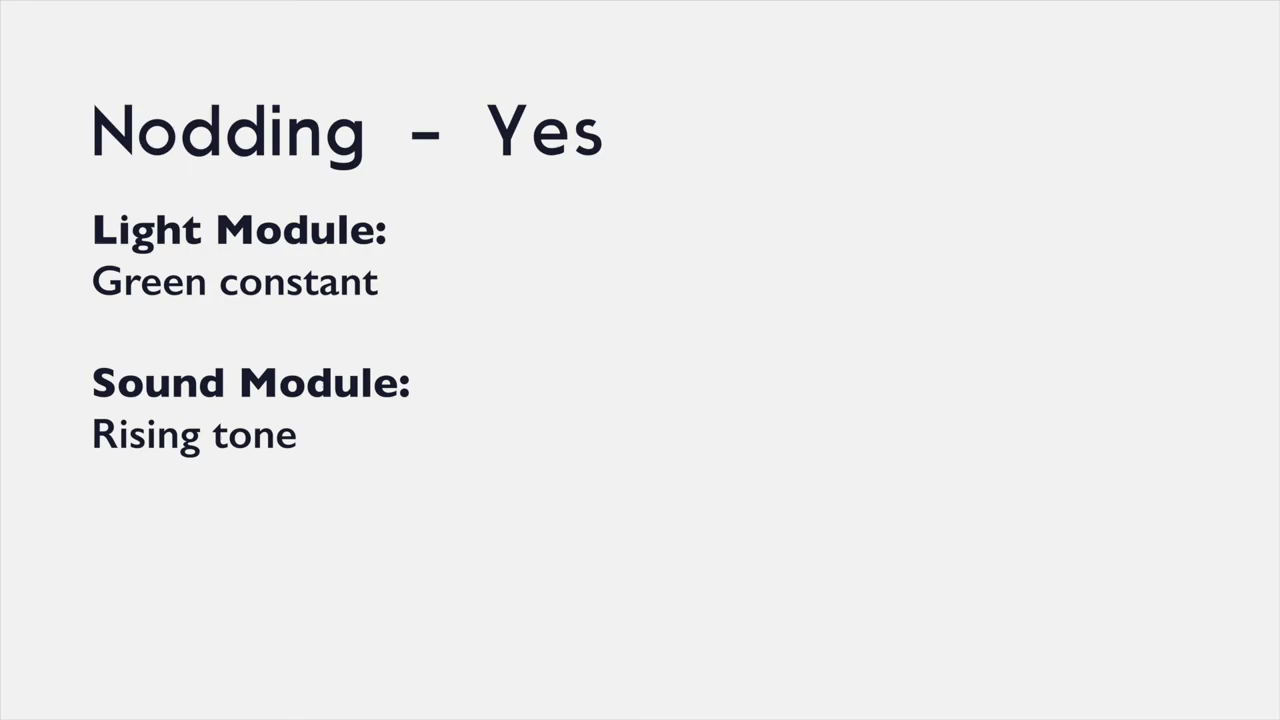 Nodding - Yes
Light Module:
Green constant
Sound Module:
Rising tone